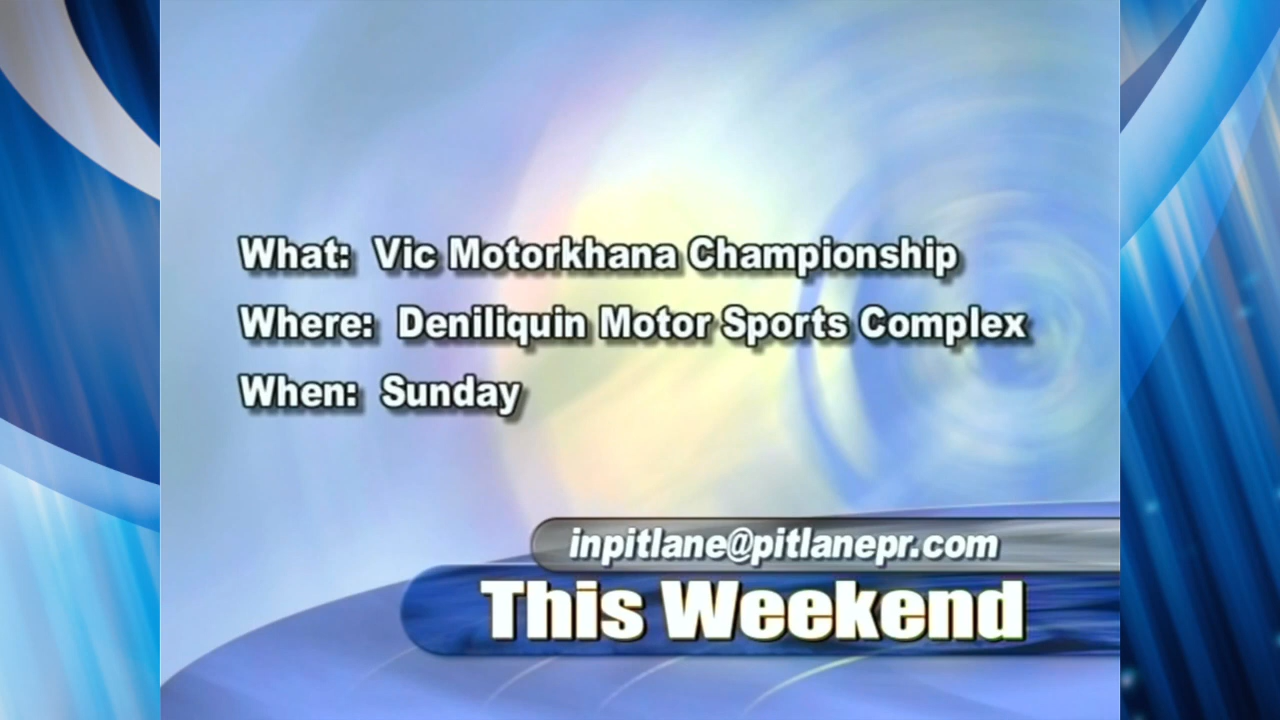 What: Vic Motorkhana Championship
Where: Deniliquin Motor Sports Complex
When: Sunday
inpitlane@pitlanepr.com
This Weekend